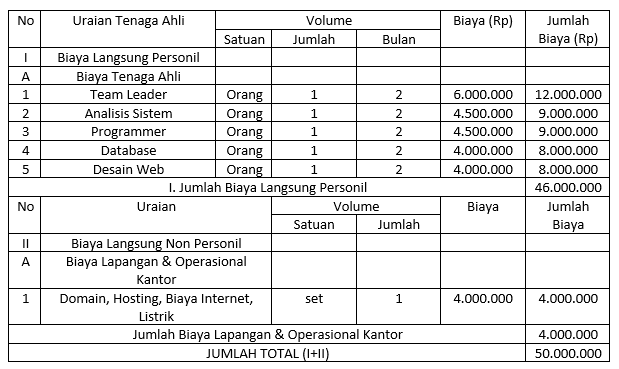 No Uraian Tenaga Ahli Volume Biaya (Rp) Jumlah
Satuan Jumlah Bulan Biaya (Rp)
I Biaya Langsung Personil
A Biaya Tenaga Ahli
1 Team Leader Orang 1 2 6.000.000 12.000.000
2 Analisis Sistem Orang 1 2 4.500.000 9.000.000
3 Programmer Orang 1 2 4.500.000 9.000.000
4 Database Orang 1 2 4.000.000 8.000.000
5 Desain Web Orang 1 2 4.000.000 8.000.000
I. Jumlah Biaya Langsung Personil 46.000.000
No Uraian Volume Biaya Jumlah
Satuan Jumlah Biaya
II Biaya Langsung Non Personil
A Biaya Lapangan & Operasional
Kantor
1 Domain, Hosting, Biaya Internet, set 1 4.000.000 4.000.000
Listrik
Jumlah Biaya Lapangan & Operasional Kantor 4.000.000
JUMLAH TOTAL (I+II) 50.000.000